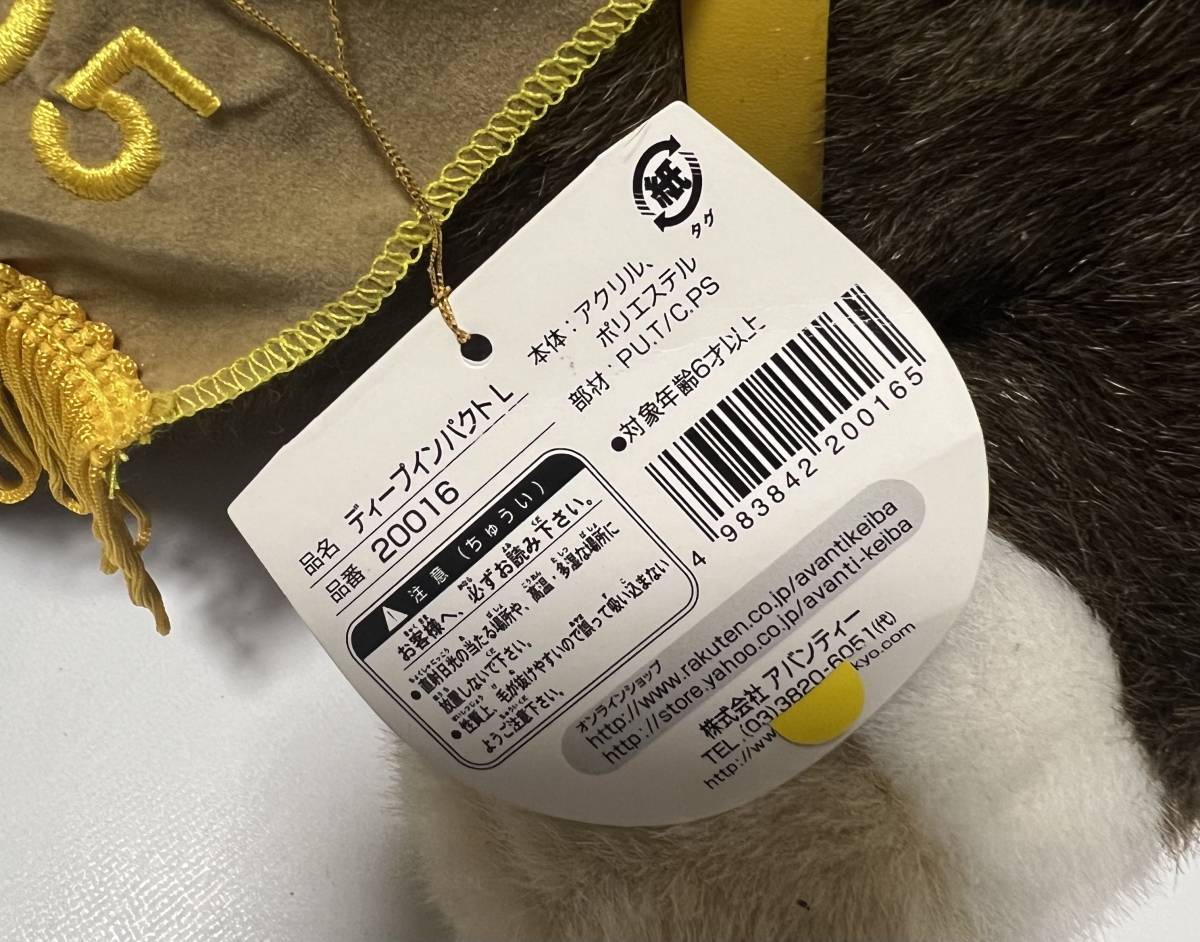 5
紙
タグ
品名 ディープインパクト L
品番 20016
本体：アクリル、
ポリエステル
部材：PU.T/C.PS
●対象年齢6才以上
4 983842 200165
注意（ちゅうい）
お客様へ、必ずお読み下さい。
●直射日光の当たる場所や、高温・多湿な場所に
放置しないで下さい。
●性質上、毛が抜けやすいので誤って吸い込まない
ようご注意下さい。
オンラインショップ
http://www.rakuten.co.jp/avantikeiba
http://store.yahoo.co.jp/avanti-keiba
株式会社 アバンティー
TEL.(03)3820-6051(代)
http://ww kyo.com